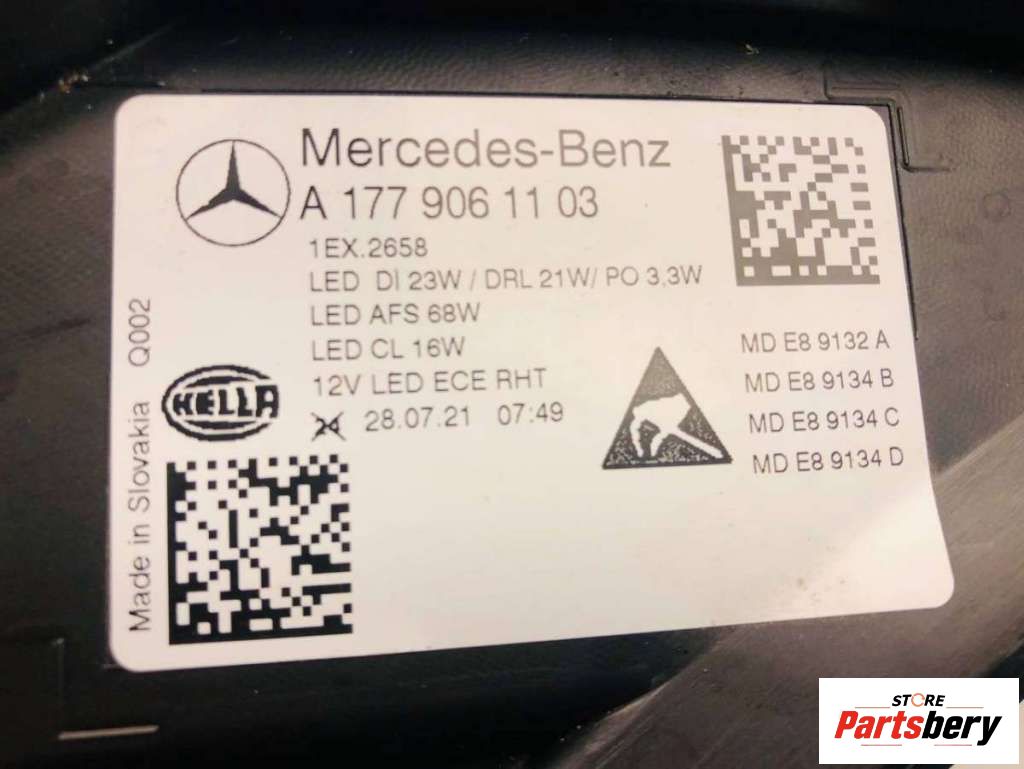 Mercedes-Benz
A 177 906 11 03
1EX.2658
LED DI 23W / DRL 21W/ PO 3,3W
LED AFS 68W
LED CL 16W
12V LED ECE RHT
28.07.21 07:49
HELLA
Made in Slovakia Q002
MD E8 9132 A
MD E8 9134 B
MD E8 9134 C
MD E8 9134 D
STORE
Partsbery